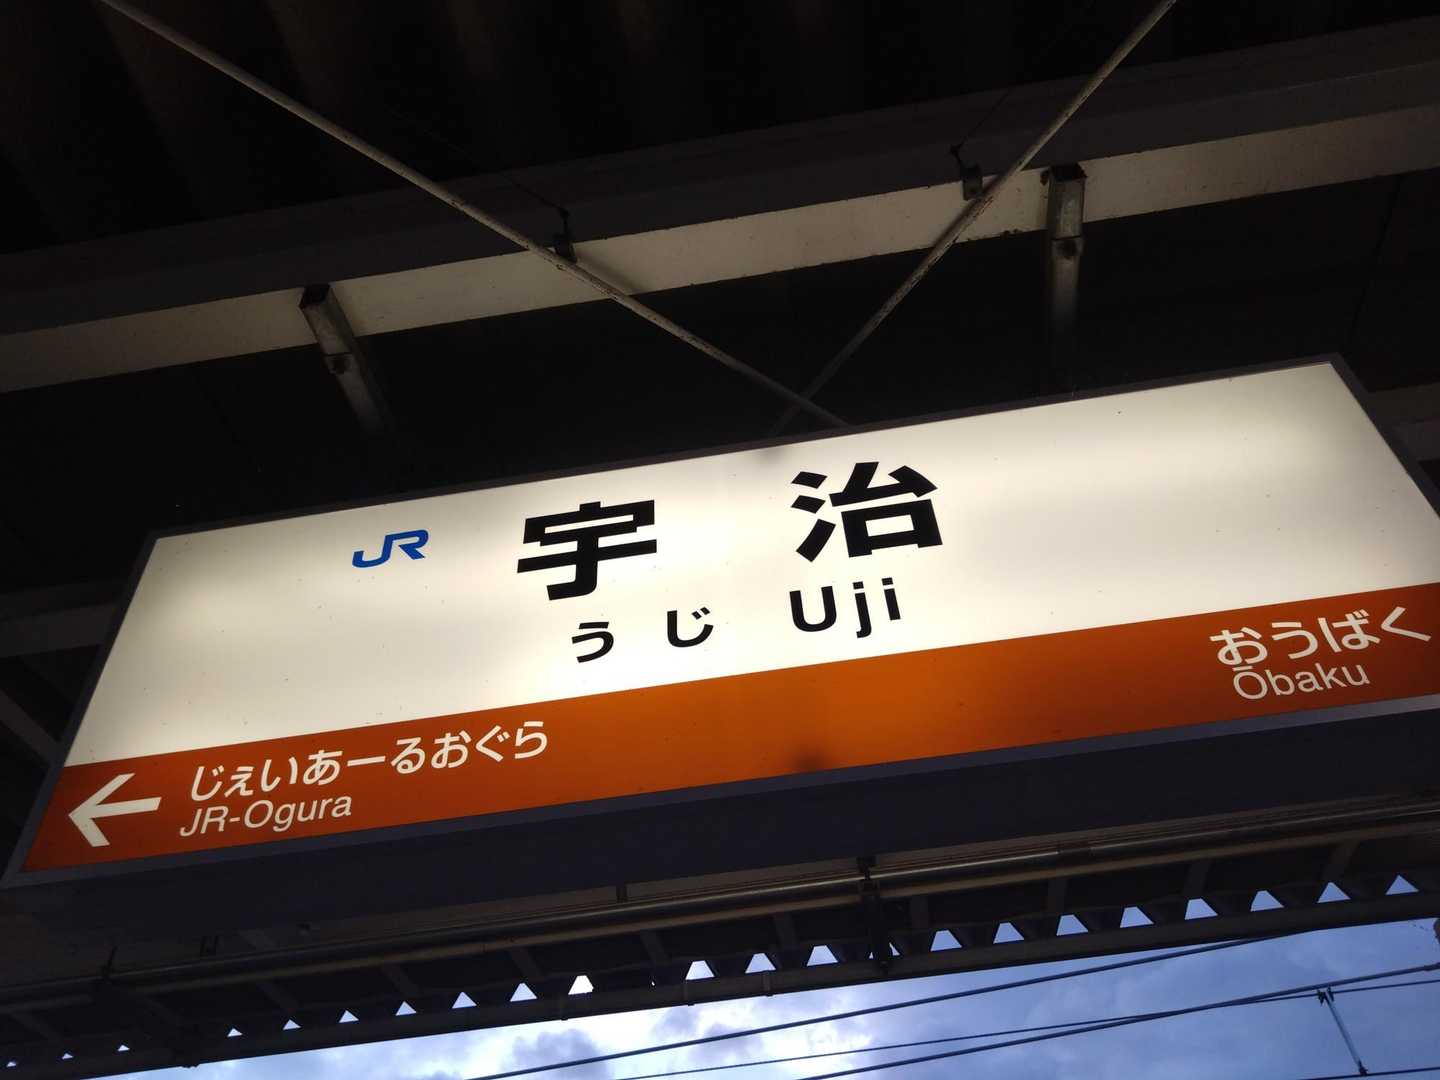 JR 宇治
うじ Uji
おうばく
Ōbaku
← じぇいあーるおぐら
JR-Ogura